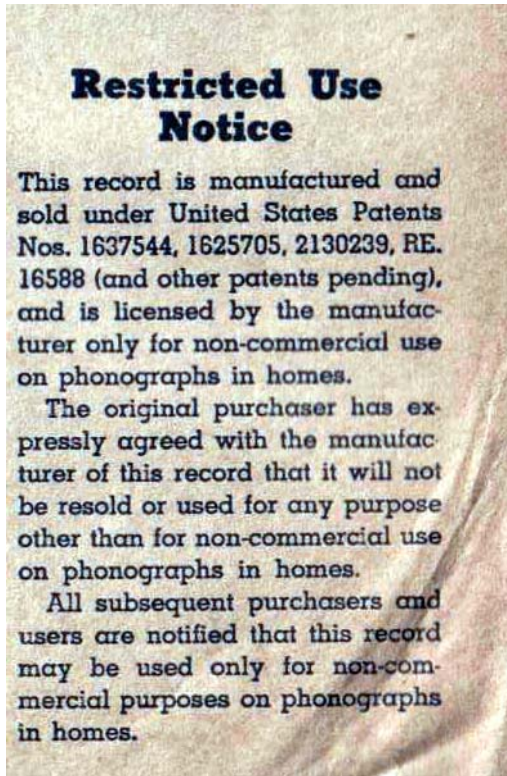 Restricted Use
Notice
This record is manufactured and
sold under United States Patents
Nos. 1637544, 1625705, 2130239, RE.
16588 (and other patents pending),
and is licensed by the manufac-
turer only for non-commercial use
on phonographs in homes.
The original purchaser has ex-
pressly agreed with the manufac
turer of this record that it will not
be resold or used for any purpose
other than for non-commercial use
on phonographs in homes.
All subsequent purchasers and
users are notified that this record
may be used only for non-com-
mercial purposes on phonographs
in homes.